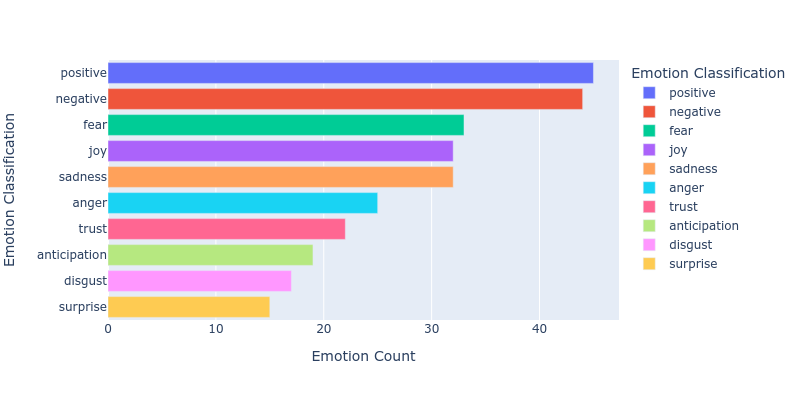 Emotion Classification
positive
negative
fear
joy
sadness
anger
trust
anticipation
disgust
surprise
0 10 20 30 40
Emotion Count
Emotion Classification
positive
negative
fear
joy
sadness
anger
trust
anticipation
disgust
surprise